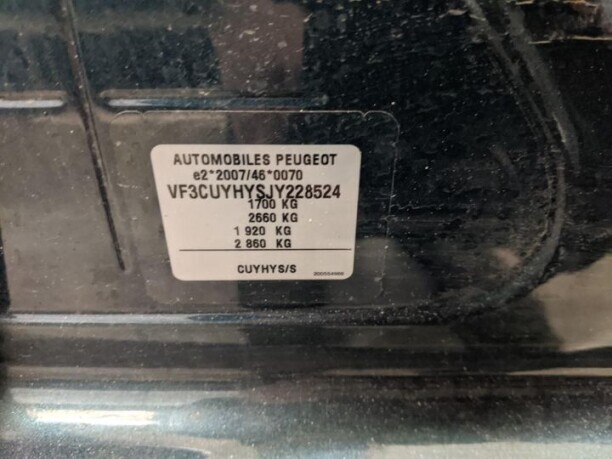 AUTOMOBILES PEUGEOT
e2*2007/46*0070
VF3CUYHYSJY228524
1700 KG
2660 KG
1 920 KG
2 860 KG
CUYHYS/S